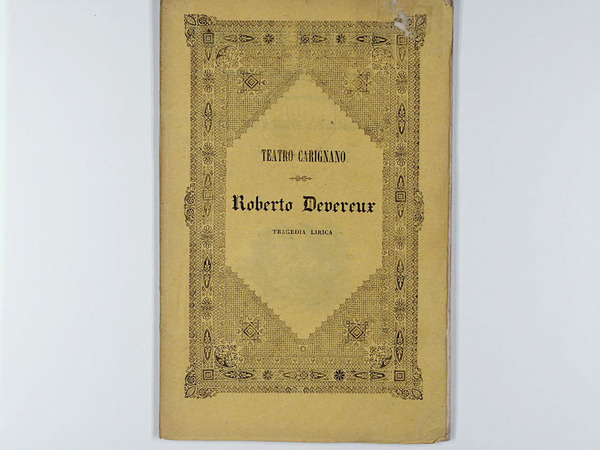 TEATRO CARIGNANO
Roberto Devereux
TRAGEDIA LIRICA